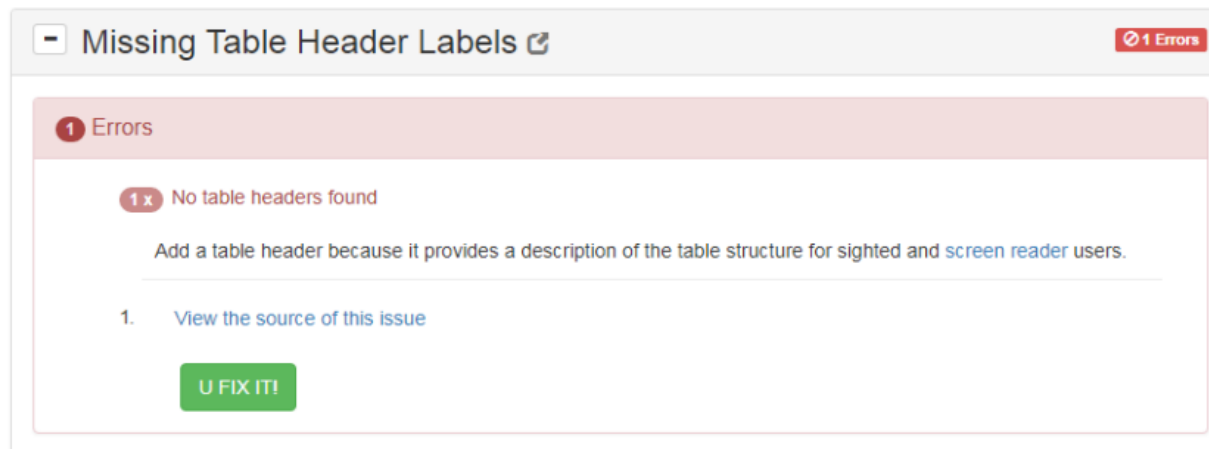 - Missing Table Header Labels
1 Errors
1 Errors
1 x No table headers found
Add a table header because it provides a description of the table structure for sighted and screen reader users.
1. View the source of this issue
U FIX IT!